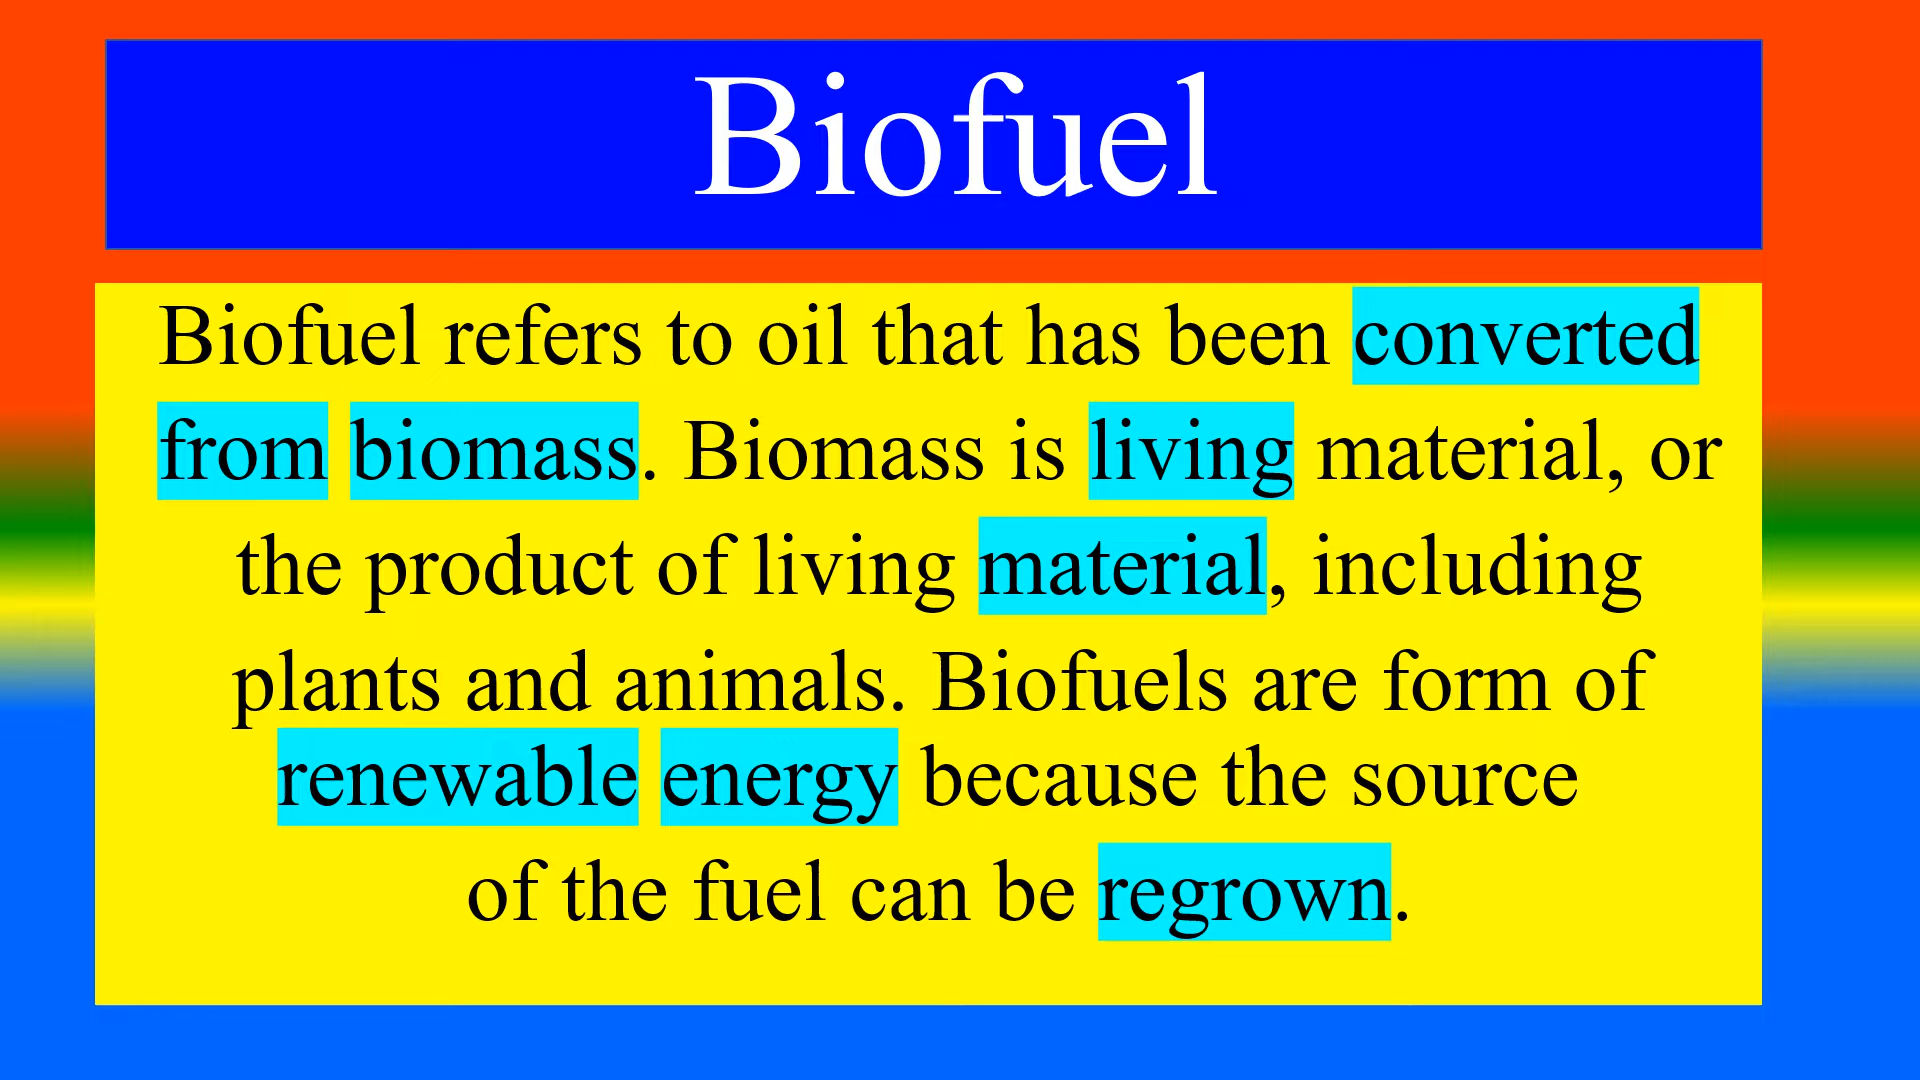 Biofuel
Biofuel refers to oil that has been converted
from biomass. Biomass is living material, or
the product of living material, including
plants and animals. Biofuels are form of
renewable energy because the source
of the fuel can be regrown.